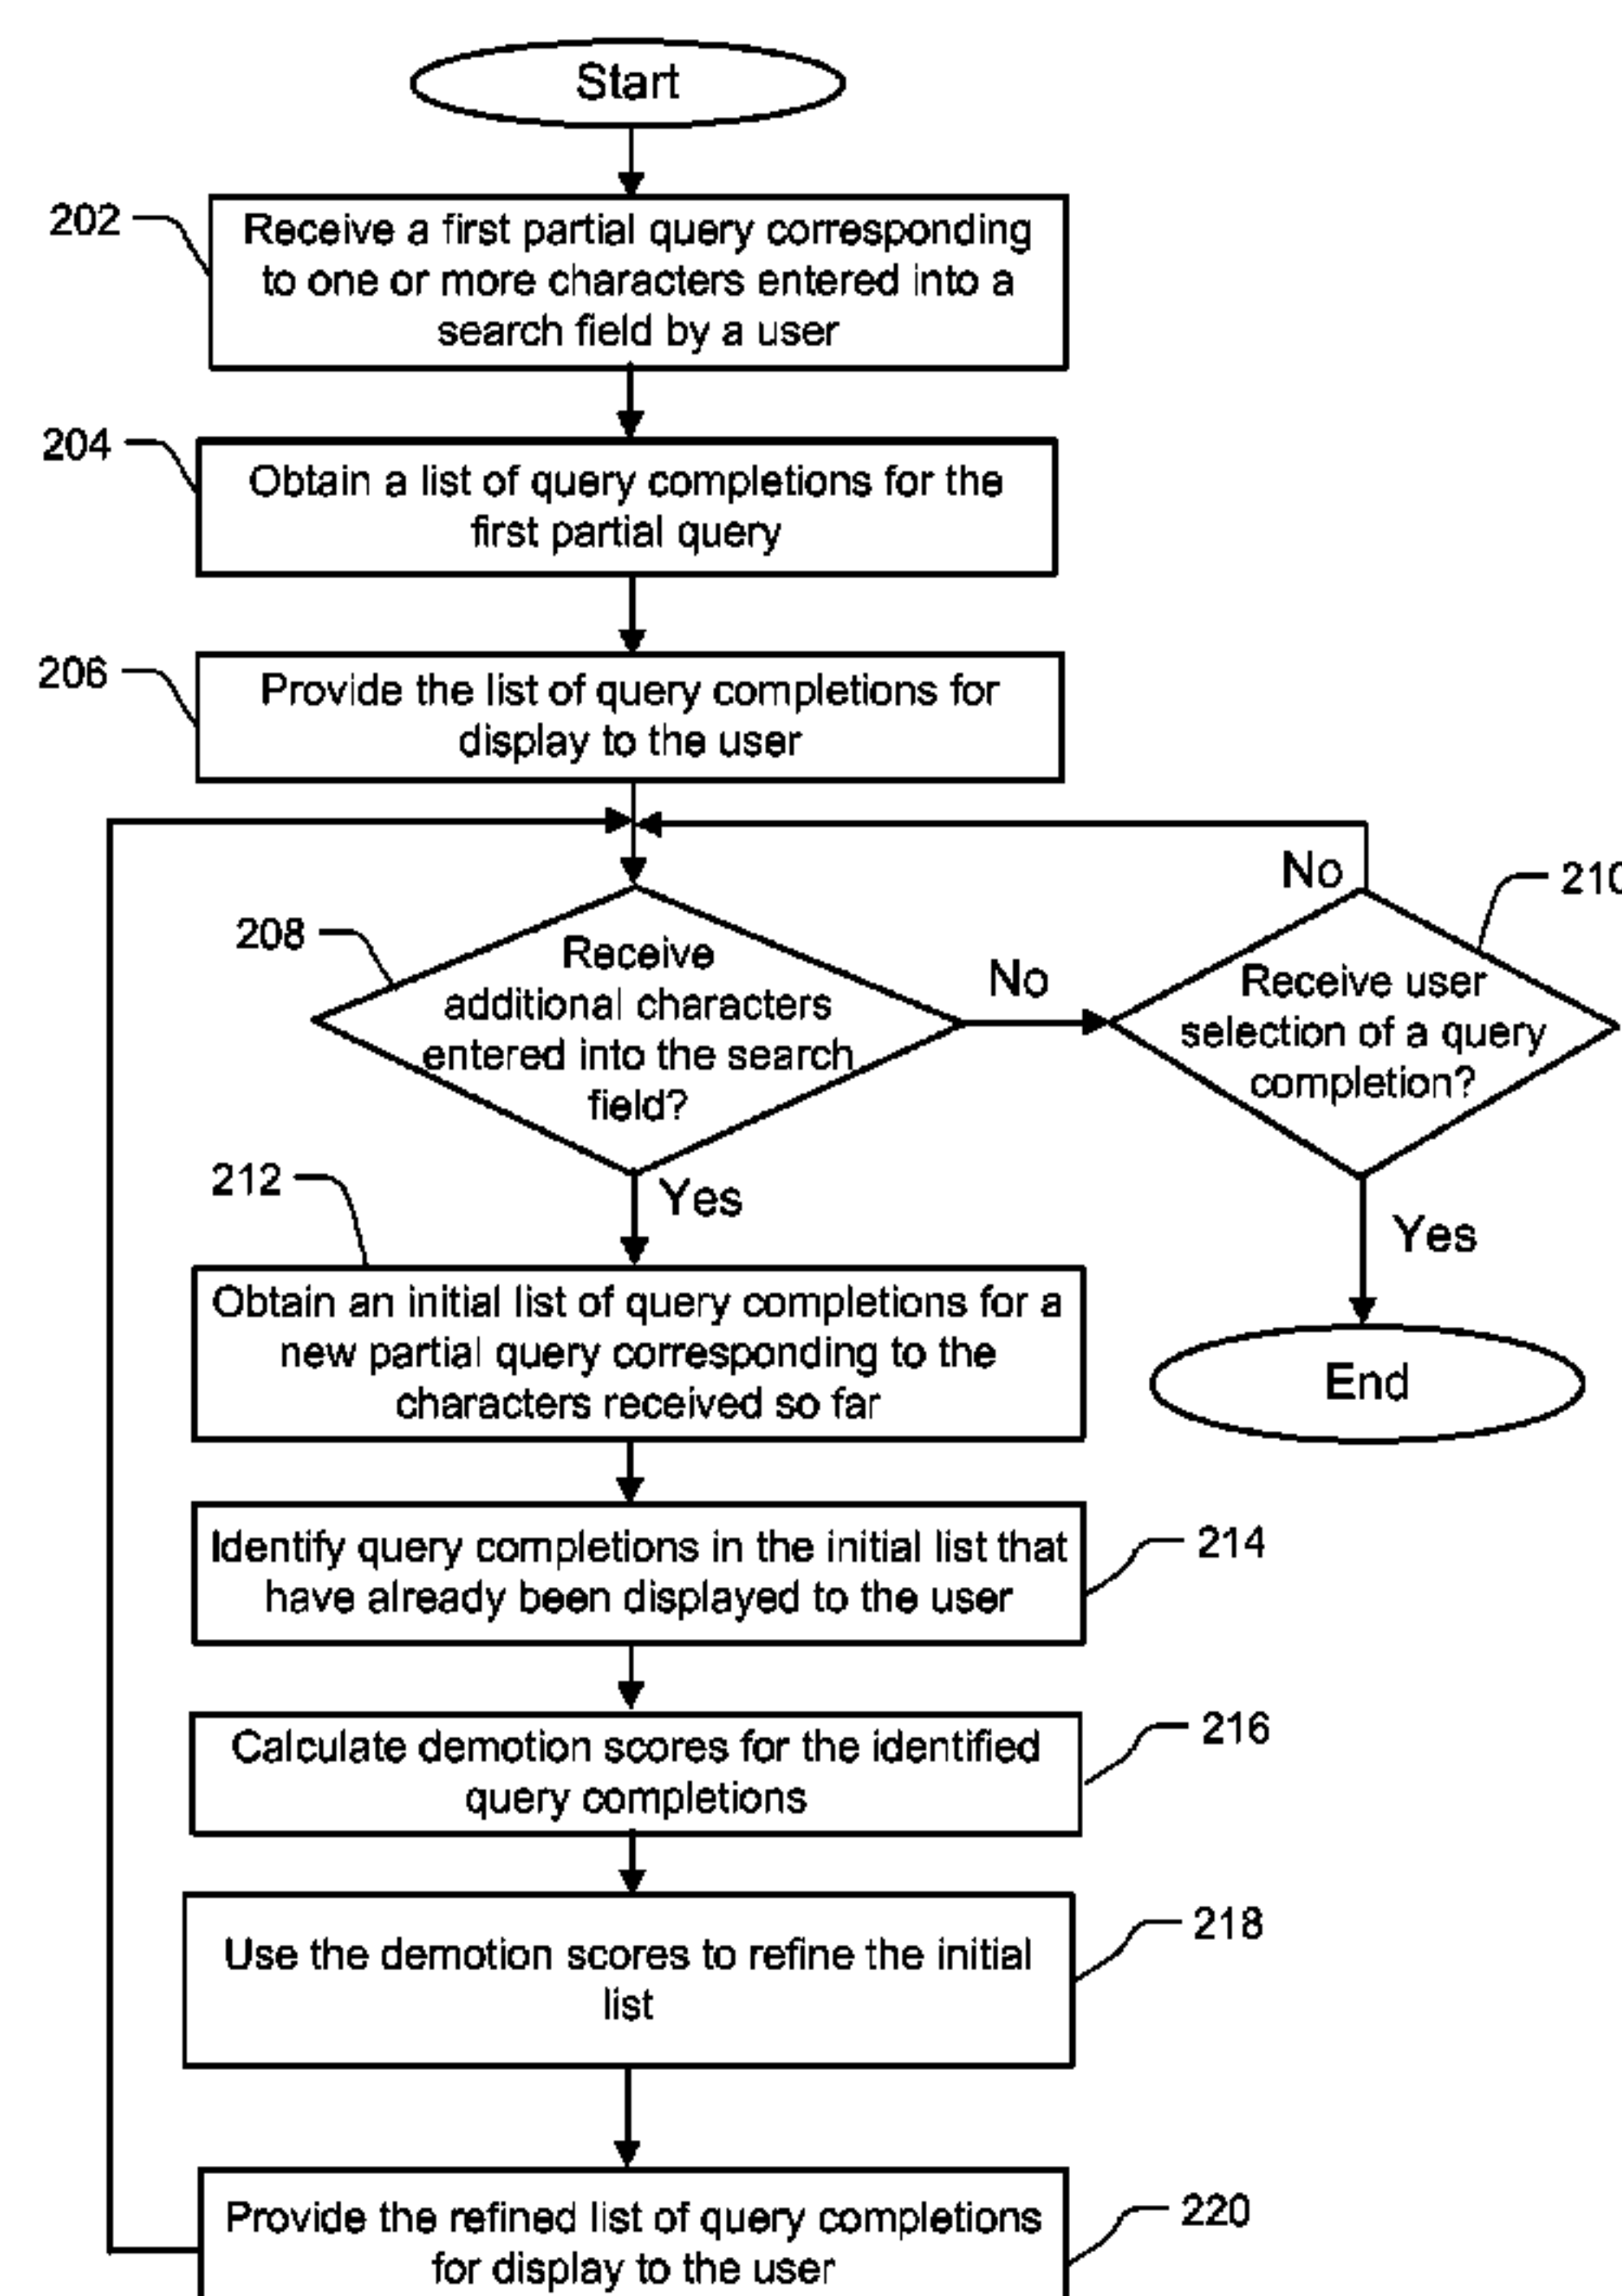 Start
202
Receive a first partial query corresponding
to one or more characters entered into a
search field by a user
204
Obtain a list of query completions for the
first partial query
206
Provide the list of query completions for
display to the user
208
Receive
additional characters
entered into the search
field?
No
No
210
Receive user
selection of a query
completion?
Yes
End
Yes
212
Obtain an initial list of query completions for a
new partial query corresponding to the
characters received so far
Identify query completions in the initial list that
have already been displayed to the user
214
Calculate demotion scores for the identified
query completions
216
Use the demotion scores to refine the initial
list
218
Provide the refined list of query completions
for display to the user
220